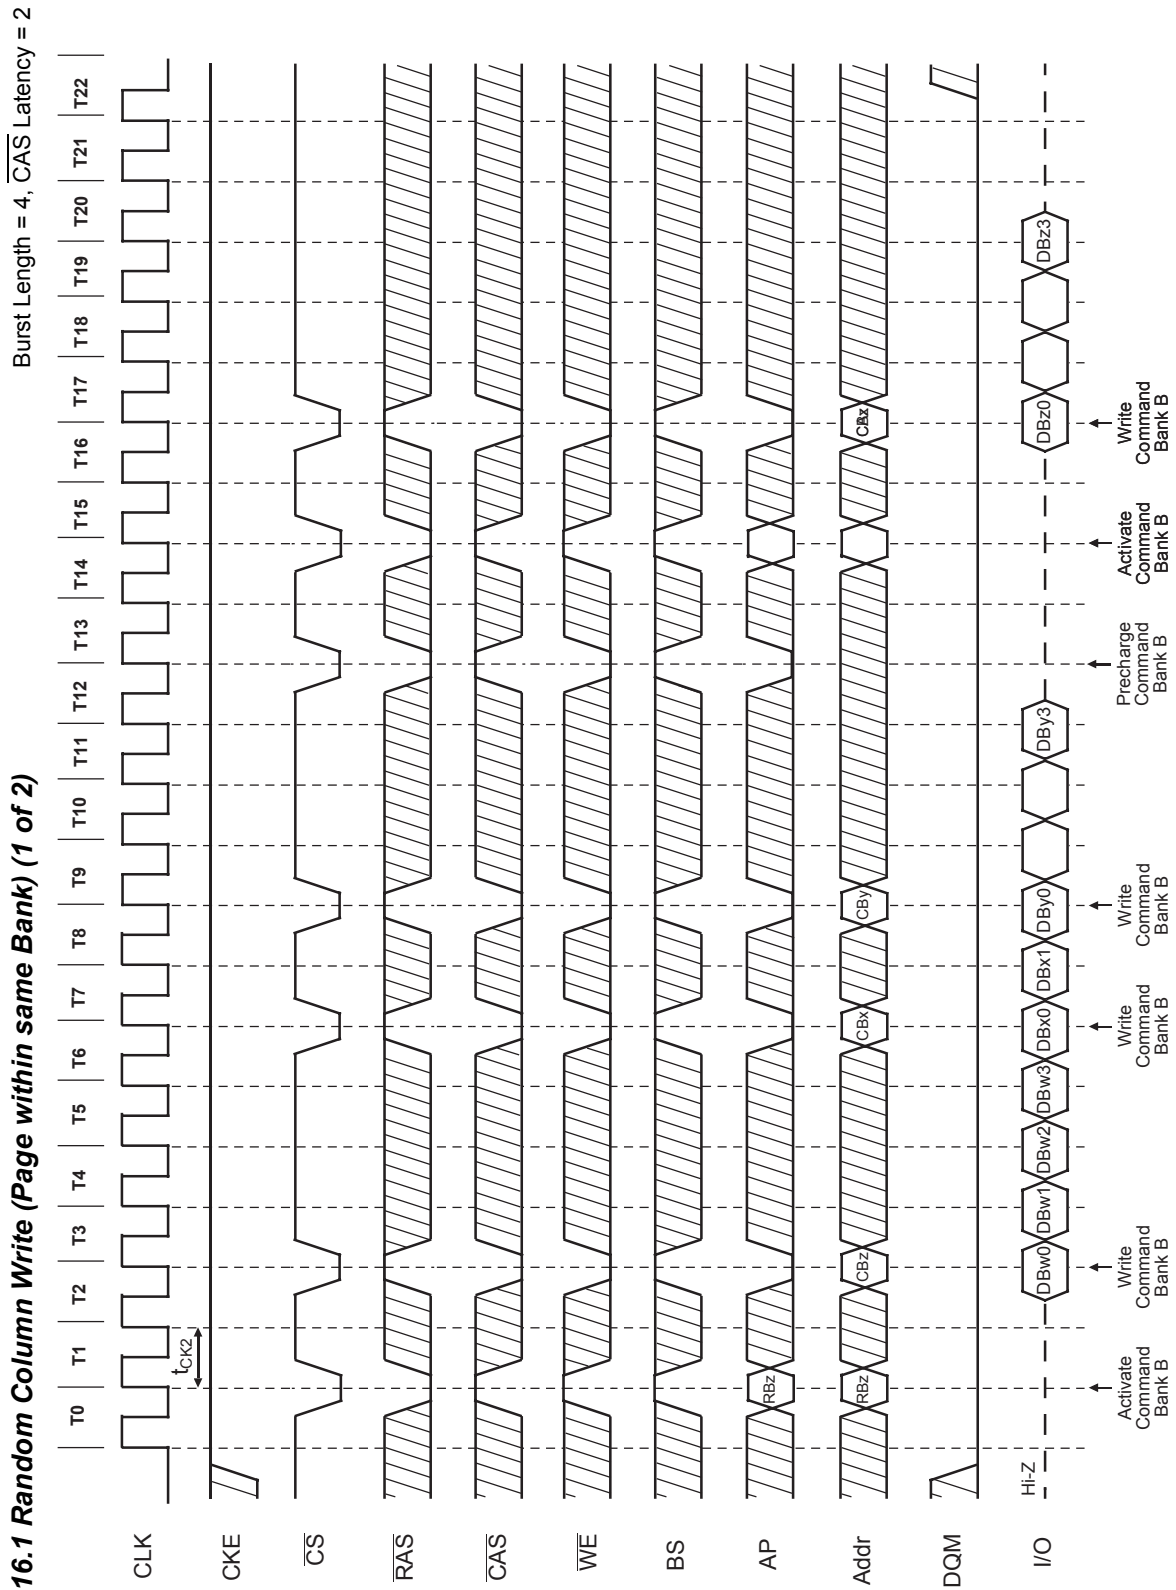 16.1 Random Column Write (Page within same Bank) (1 of 2)
Burst Length = 4, CAS Latency = 2
T0 T1 T2 T3 T4 T5 T6 T7 T8 T9 T10 T11 T12 T13 T14 T15 T16 T17 T18 T19 T20 T21 T22
CLK
tCK2
CKE
CS
RAS
CAS
WE
BS
AP
RBz
Addr
RBz CBz CBx CBy
DQM
I/O
Hi-Z
DBw0 DBw1 DBw2 DBw3 DBx0 DBx1 DBy0 DBy3 DBz0 DBz3
Activate
Command
Bank B
Write
Command
Bank B
Write
Command
Bank B
Write
Command
Bank B
Precharge
Command
Bank B
Activate
Command
Bank B
Write
Command
Bank B